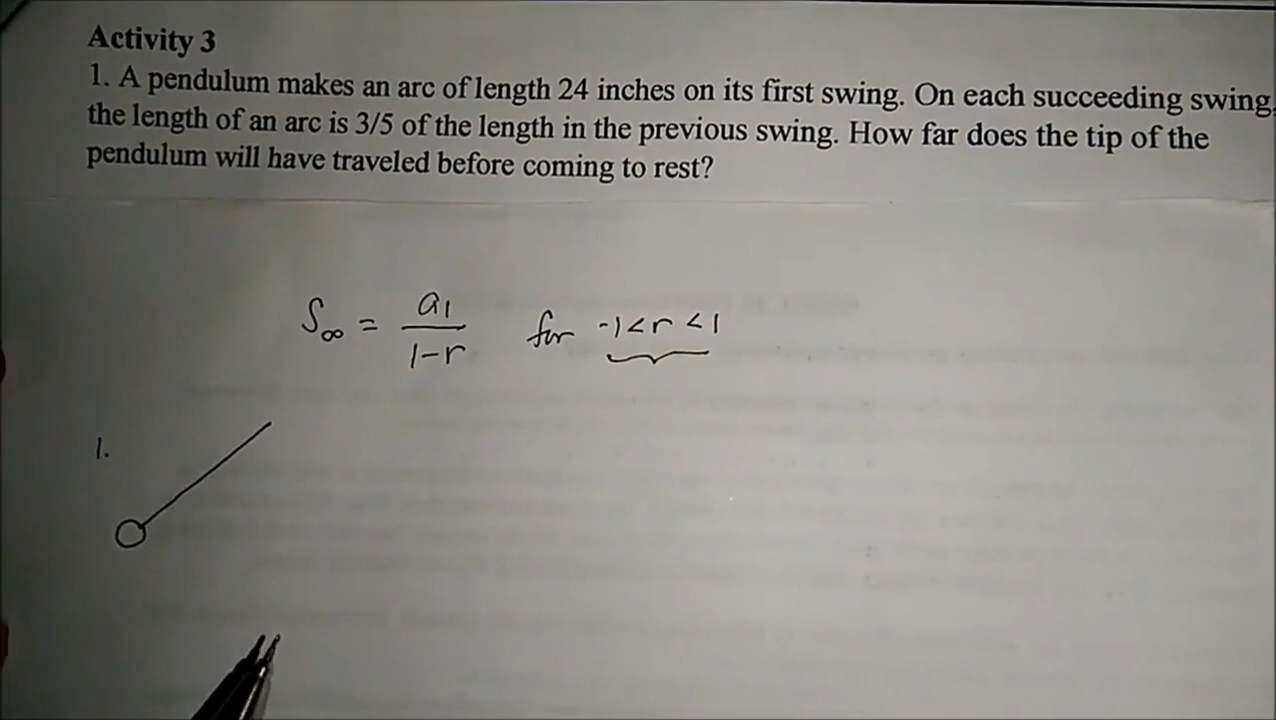 Activity 3
1. A pendulum makes an arc of length 24 inches on its first swing. On each succeeding swing,
the length of an arc is 3/5 of the length in the previous swing. How far does the tip of the
pendulum will have traveled before coming to rest?
S∞ = a₁ / (1-r) for -1<r<1
1.